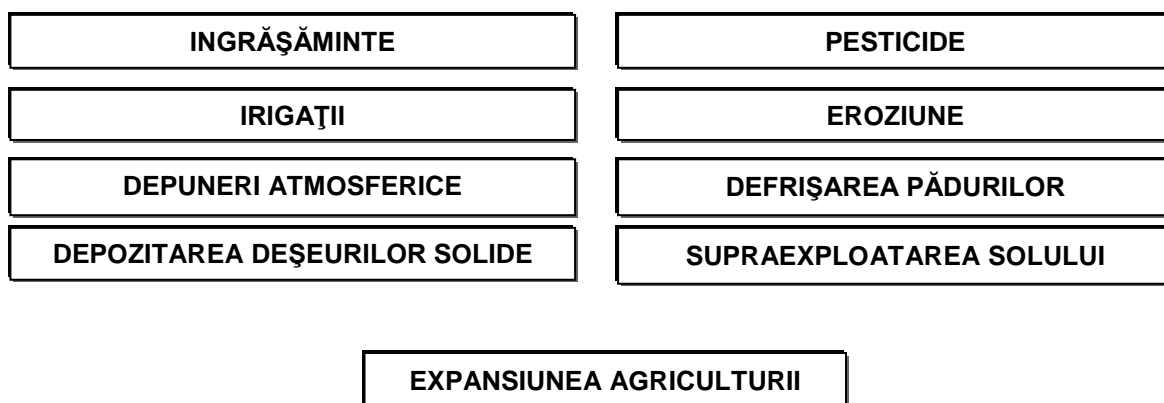 INGRĂŞĂMINTE
PESTICIDE
IRIGAŢII
EROZIUNE
DEPUNERI ATMOSFERICE
DEFRIŞAREA PĂDURILOR
DEPOZITAREA DEŞEURILOR SOLIDE
SUPRAEXPLOATAREA SOLULUI
EXPANSIUNEA AGRICULTURII